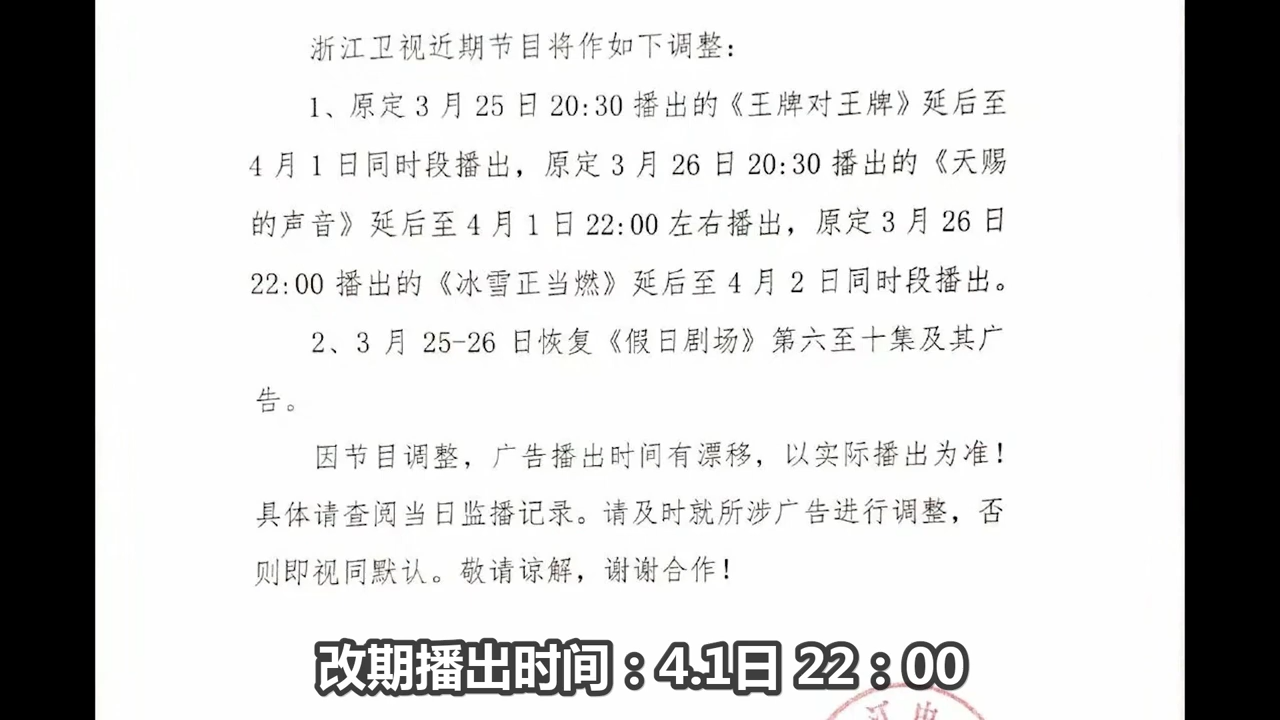 浙江卫视近期节目将作如下调整：
1、原定3月25日20:30播出的《王牌对王牌》延后至
4月1日同时段播出，原定3月26日20:30播出的《天赐
的声音》延后至4月1日22:00左右播出，原定3月26日
22:00播出的《冰雪正当燃》延后至4月2日同时段播出。
2、3月25-26日恢复《假日剧场》第六至十集及其广
告。
因节目调整，广告播出时间有漂移，以实际播出为准！
具体请查阅当日监播记录。请及时就所涉广告进行调整，否
则即视同默认。敬请谅解，谢谢合作！
改期播出时间：4.1日 22：00
江